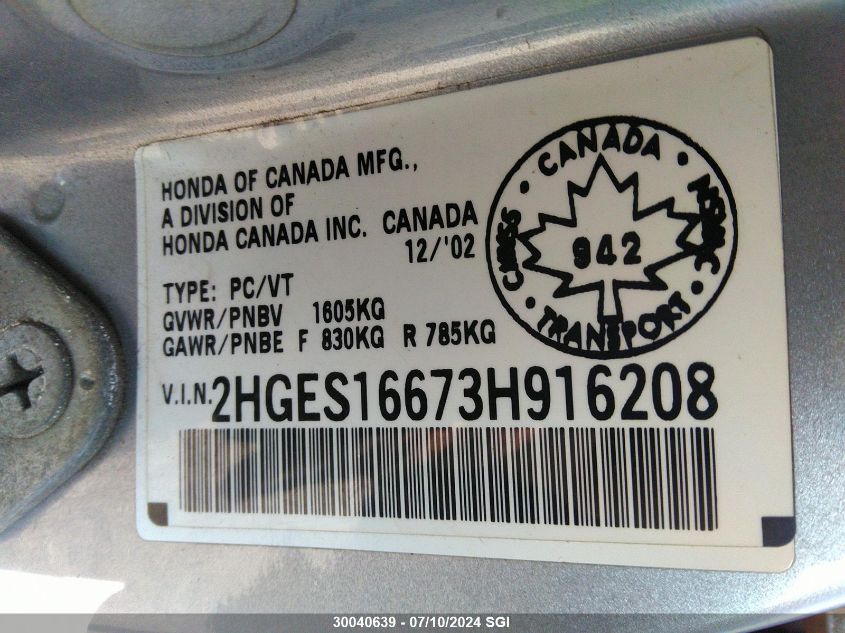 HONDA OF CANADA MFG.,
A DIVISION OF
HONDA CANADA INC. CANADA
12/'02
TYPE: PC/VT
GVWR/PNBV 1605KG
GAWR/PNBE F 830KG R 785KG
CANADA
942
TRANSPORT
V.I.N. 2HGES16673H916208
30040639 - 07/10/2024 SGI